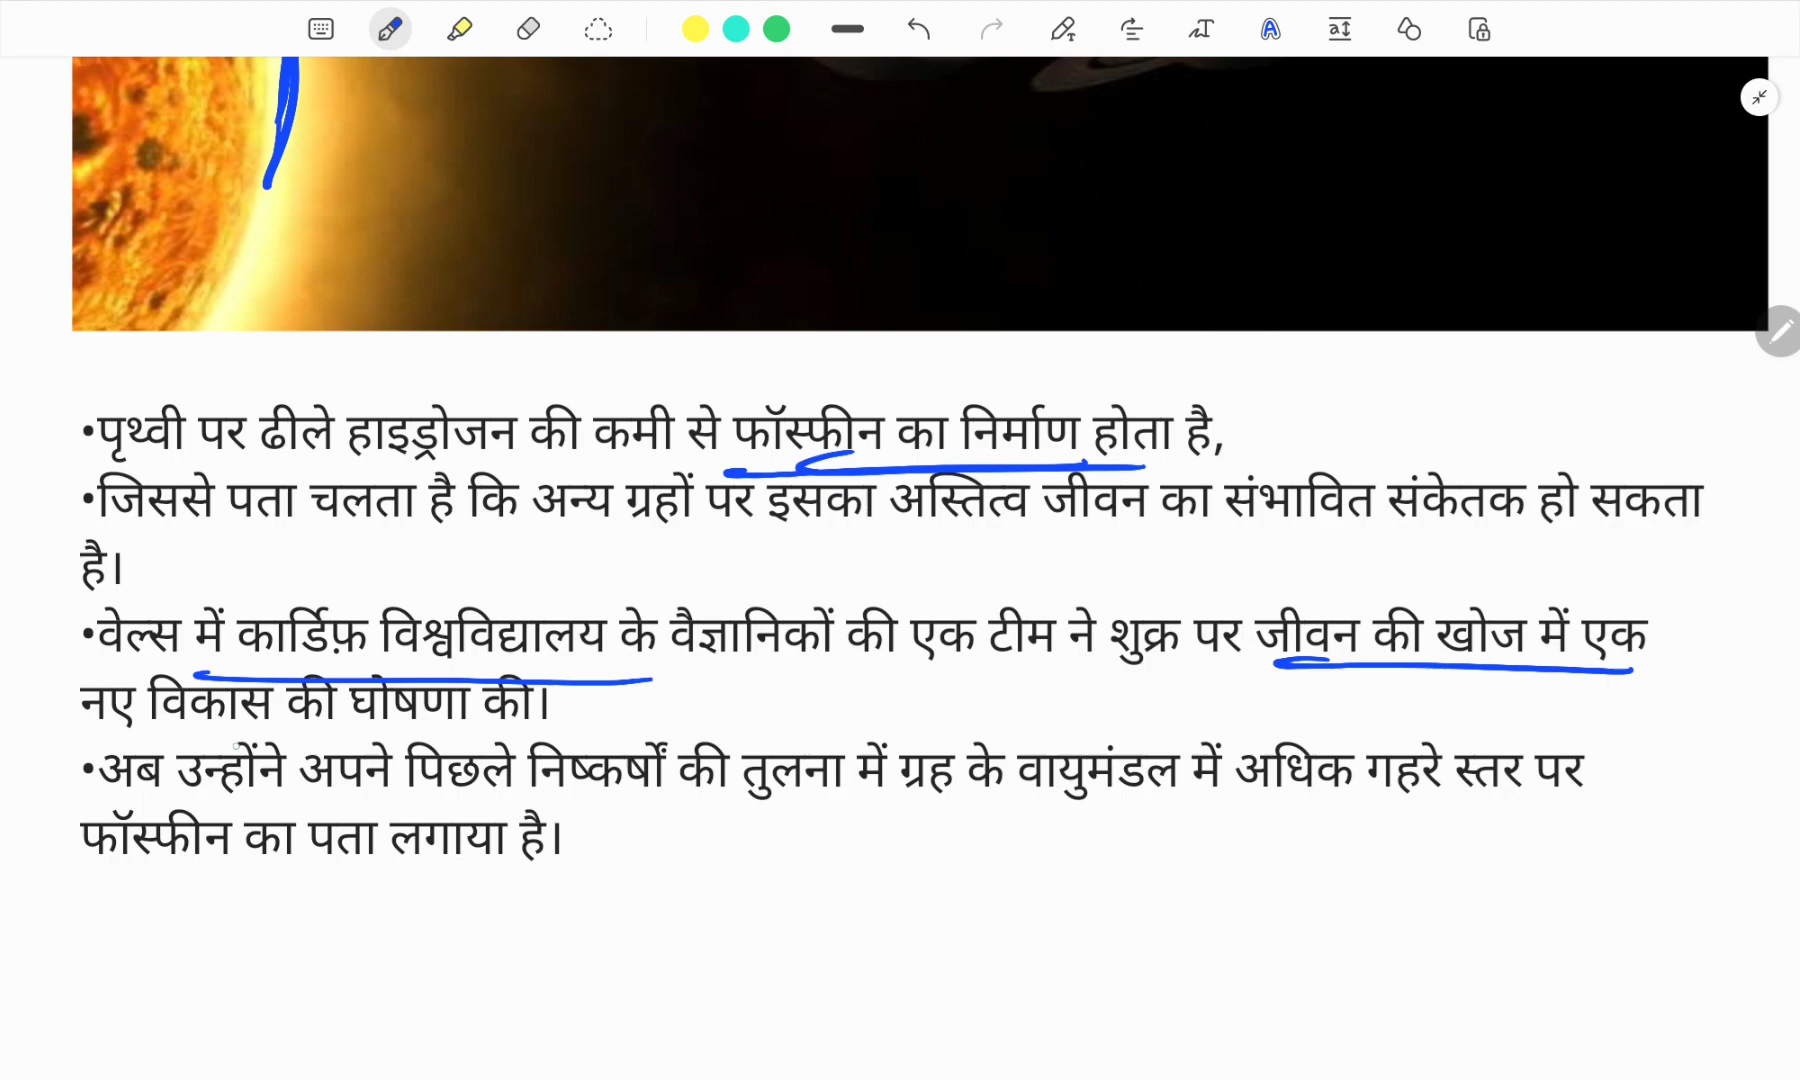 •पृथ्वी पर ढीले हाइड्रोजन की कमी से फॉस्फीन का निर्माण होता है,
•जिससे पता चलता है कि अन्य ग्रहों पर इसका अस्तित्व जीवन का संभावित संकेतक हो सकता
है।
•वेल्स में कार्डिफ़ विश्वविद्यालय के वैज्ञानिकों की एक टीम ने शुक्र पर जीवन की खोज में एक
नए विकास की घोषणा की।
•अब उन्होंने अपने पिछले निष्कर्षों की तुलना में ग्रह के वायुमंडल में अधिक गहरे स्तर पर
फॉस्फीन का पता लगाया है।